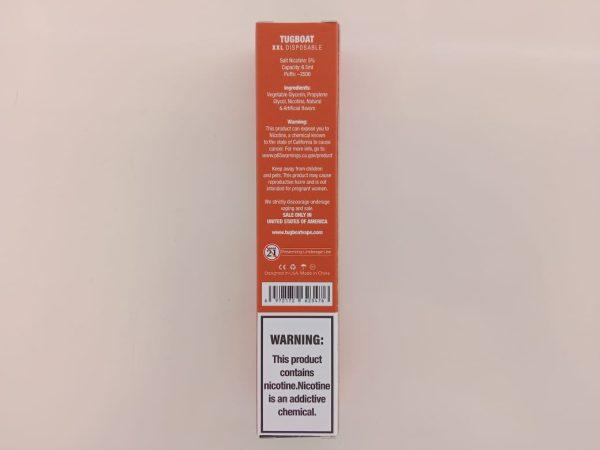 TUGBOAT
XXL DISPOSABLE
Salt Nicotine: 5%
Capacity: 6.5ml
Puffs: ~2500
Ingredients:
Vegetable Glycerin, Propylene
Glycol, Nicotine, Natural
& Artificial flavors
Warning:
This product can expose you to
Nicotine, a chemical known
to the state of California to cause
cancer. For more info, go to:
www.p65warnings.ca.gov/product
Keep away from children
and pets. This product may cause
reproductive harm and is not
intended for pregnant women.
We strictly discourage underage
vaping and sale
SALE ONLY IN
UNITED STATES OF AMERICA
www.tugboatvape.com
21 Preventing Underage Use
CE
Designed in USA. Made in China
WARNING:
This product
contains
nicotine.Nicotine
is an addictive
chemical.